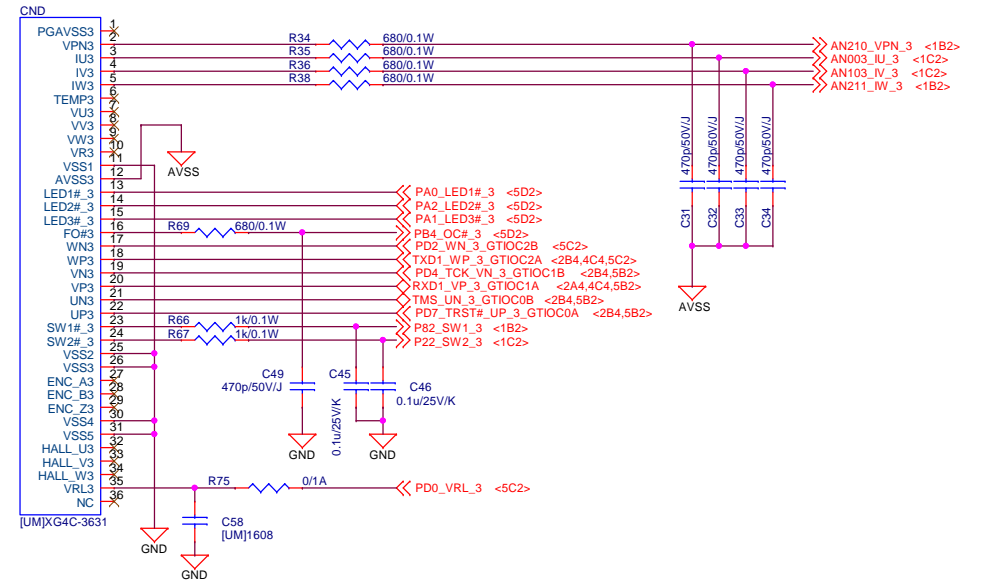 CND
PGAVSS3 1
VPN3 2 R34 680/0.1W AN210_VPN_3 <1B2>
IU3 3 R35 680/0.1W AN003_IU_3 <1C2>
IV3 4 R36 680/0.1W AN103_IV_3 <1C2>
IW3 5 R38 680/0.1W AN211_IW_3 <1B2>
TEMP3 6
VU3 7
VV3 8
VW3 9
VR3 10
VSS1 11
AVSS3 12
AVSS
470p/50V/J 470p/50V/J 470p/50V/J 470p/50V/J
C31 C32 C33 C34
AVSS
LED1#_3 13 PA0_LED1#_3 <5D2>
LED2#_3 14 PA2_LED2#_3 <5D2>
LED3#_3 15 PA1_LED3#_3 <5D2>
FO#3 16 R69 680/0.1W PB4_OC#_3 <5D2>
WN3 17 PD2_WN_3_GTIOC2B <5C2>
WP3 18 TXD1_WP_3_GTIOC2A <2B4,4C4,5C2>
VN3 19 PD4_TCK_VN_3_GTIOC1B <2B4,5B2>
VP3 20 RXD1_VP_3_GTIOC1A <2A4,4C4,5B2>
UN3 21 TMS_UN_3_GTIOC0B <2B4,5B2>
UP3 22 PD7_TRST#_UP_3_GTIOC0A <2B4,5B2>
SW1#_3 23 R66 1k/0.1W P82_SW1_3 <1B2>
SW2#_3 24 R67 1k/0.1W P22_SW2_3 <1C2>
VSS2 25
VSS3 26
ENC_A3 27
ENC_B3 28
ENC_Z3 29
VSS4 30
VSS5 31
HALL_U3 32
HALL_V3 33
HALL_W3 34
VRL3 35 R75 0/1A PD0_VRL_3 <5C2>
NC 36
C49 C45 C46
470p/50V/J 0.1u/25V/K 0.1u/25V/K
GND GND
[UM]XG4C-3631
C58
[UM]1608
GND
GND